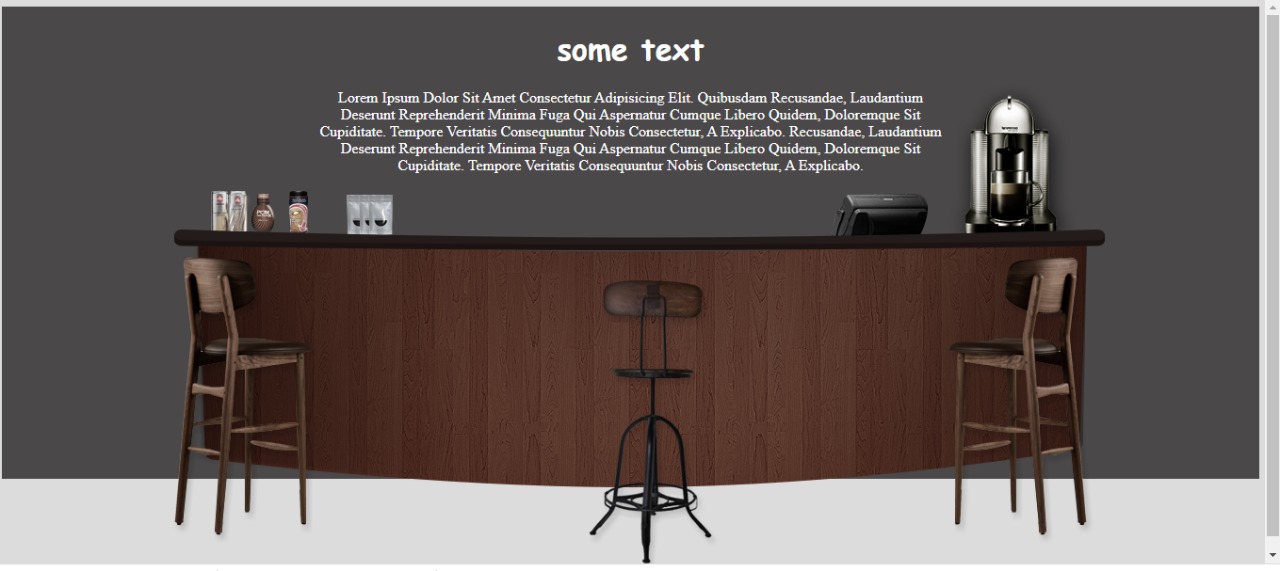 some text
Lorem Ipsum Dolor Sit Amet Consectetur Adipisicing Elit. Quibusdam Recusandae, Laudantium
Deserunt Reprehenderit Minima Fuga Qui Aspernatur Cumque Libero Quidem, Doloremque Sit
Cupiditate. Tempore Veritatis Consequuntur Nobis Consectetur, A Explicabo. Recusandae, Laudantium
Deserunt Reprehenderit Minima Fuga Qui Aspernatur Cumque Libero Quidem, Doloremque Sit
Cupiditate. Tempore Veritatis Consequuntur Nobis Consectetur, A Explicabo.